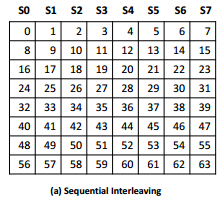 S0 S1 S2 S3 S4 S5 S6 S7
0 1 2 3 4 5 6 7
8 9 10 11 12 13 14 15
16 17 18 19 20 21 22 23
24 25 26 27 28 29 30 31
32 33 34 35 36 37 38 39
40 41 42 43 44 45 46 47
48 49 50 51 52 53 54 55
56 57 58 59 60 61 62 63
(a) Sequential Interleaving